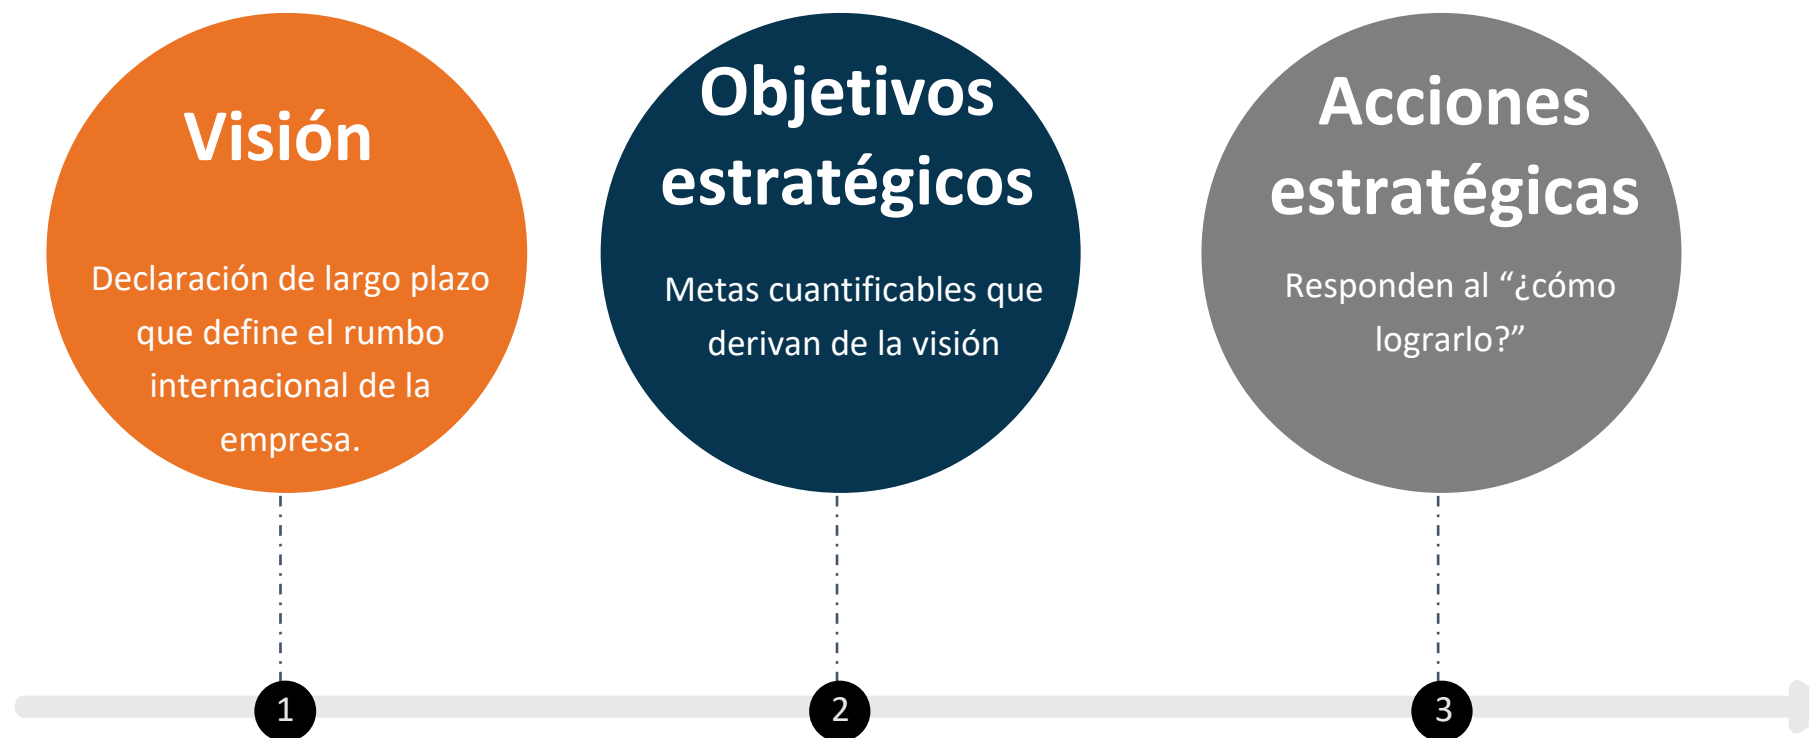 Visión
Declaración de largo plazo
que define el rumbo
internacional de la
empresa.
Objetivos
estratégicos
Metas cuantificables que
derivan de la visión
Acciones
estratégicas
Responden al “¿cómo
lograrlo?”
1
2
3